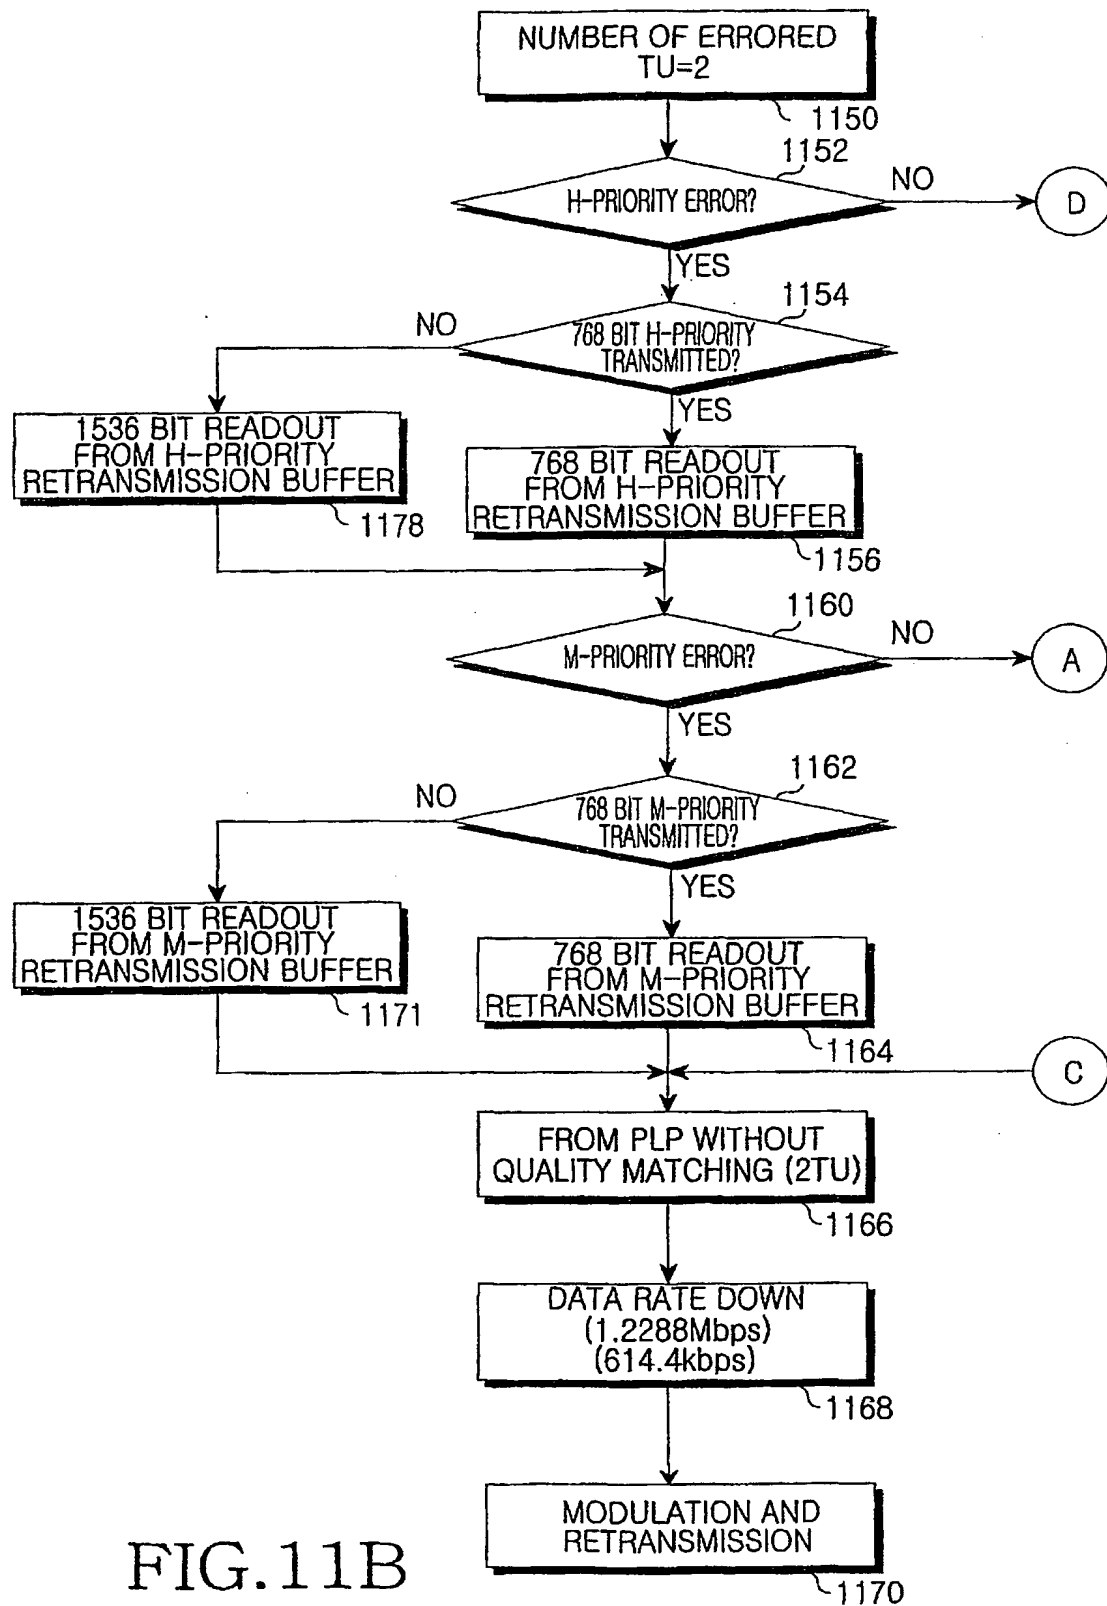 NUMBER OF ERRORED
TU=2
1150
1152
H-PRIORITY ERROR?
NO
D
YES
1154
NO
768 BIT H-PRIORITY
TRANSMITTED?
YES
1536 BIT READOUT
FROM H-PRIORITY
RETRANSMISSION BUFFER
1178
768 BIT READOUT
FROM H-PRIORITY
RETRANSMISSION BUFFER
1156
1160
M-PRIORITY ERROR?
NO
A
YES
1162
NO
768 BIT M-PRIORITY
TRANSMITTED?
YES
1536 BIT READOUT
FROM M-PRIORITY
RETRANSMISSION BUFFER
1171
768 BIT READOUT
FROM M-PRIORITY
RETRANSMISSION BUFFER
1164
C
FROM PLP WITHOUT
QUALITY MATCHING (2TU)
1166
DATA RATE DOWN
(1.2288Mbps)
(614.4kbps)
1168
MODULATION AND
RETRANSMISSION
1170
FIG.11B